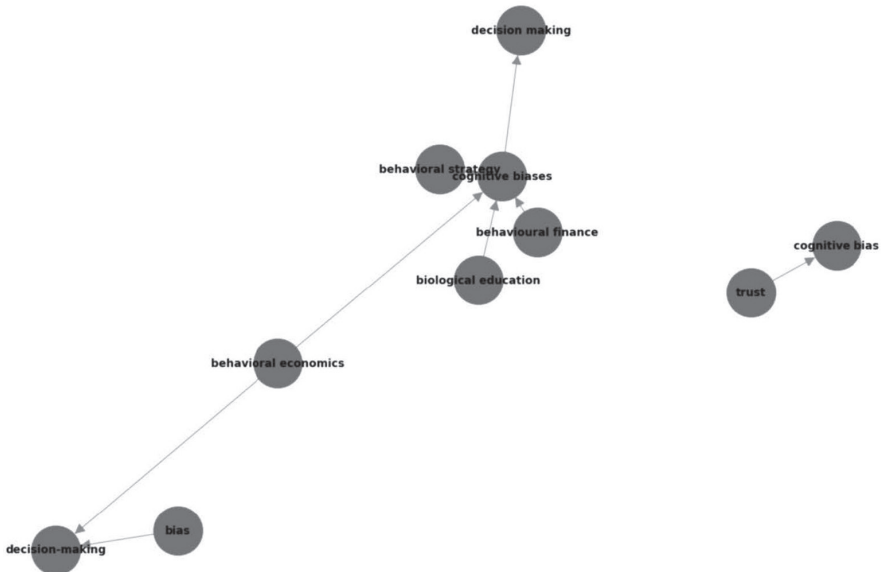 decision making
behavioral strategy
cognitive biases
behavioural finance
cognitive bias
biological education
trust
behavioral economics
bias
decision-making